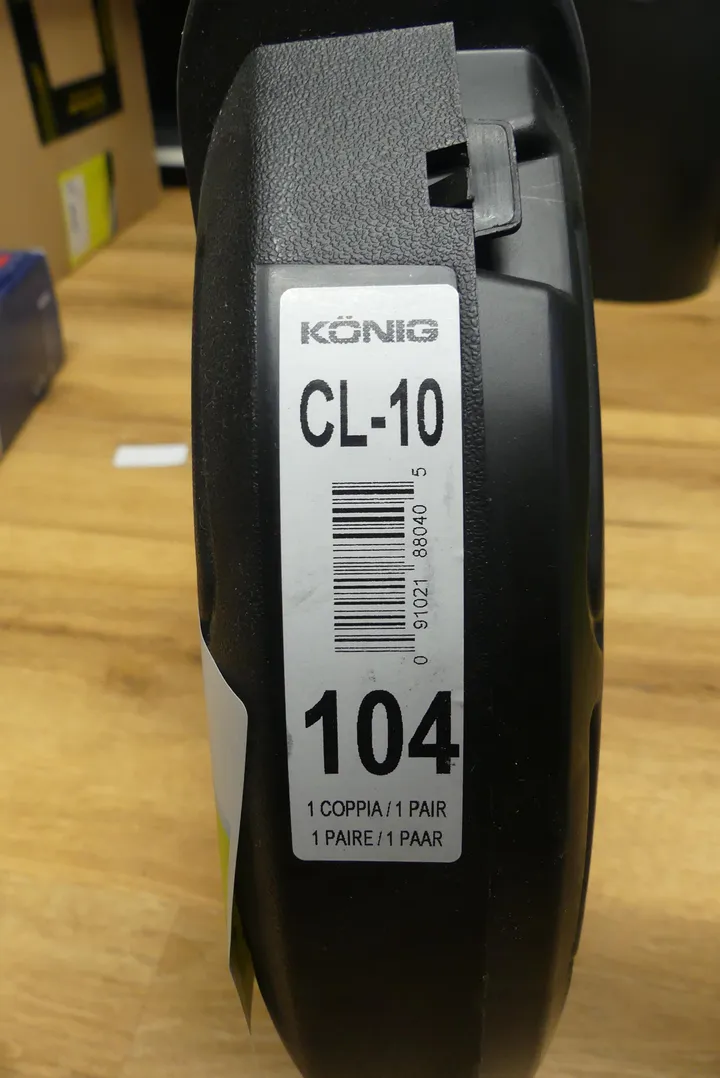 KÖNIG
CL-10
0 91021 88040 5
104
1 COPPIA / 1 PAIR
1 PAIRE / 1 PAAR